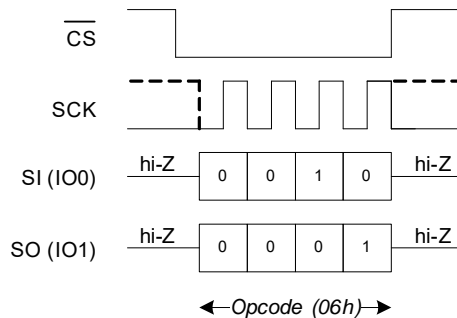 CS
SCK
hi-Z 0 0 1 0 hi-Z
SI (IO0)
hi-Z 0 0 0 1 hi-Z
SO (IO1)
Opcode (06h)